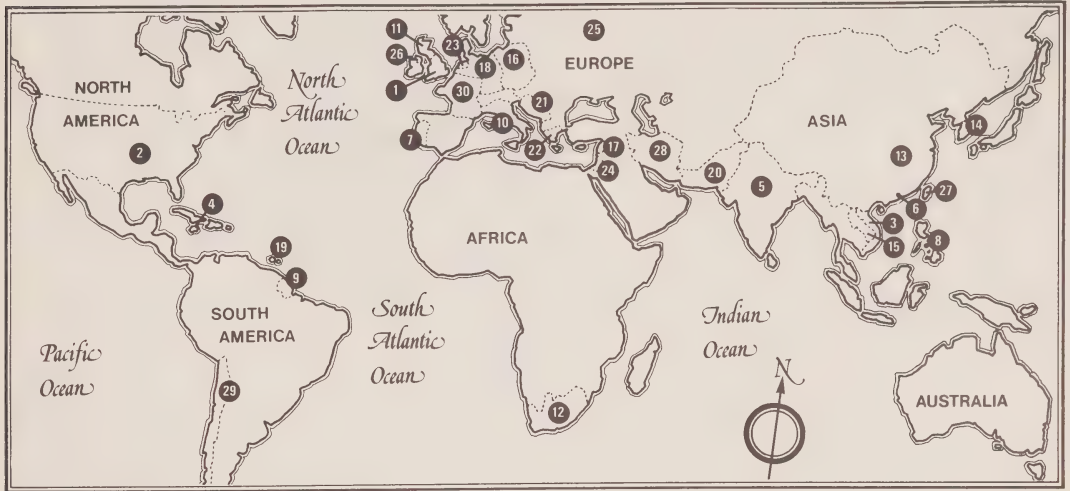 11
23
25
26
18
16
NORTH
North
EUROPE
1
30
AMERICA
Atlantic
21
10
ASIA
14
Ocean
7
22
17
28
13
2
24
20
5
27
4
6
3
AFRICA
8
19
15
9
SOUTH
South
Indian
AMERICA
Atlantic
Pacific
Ocean
Ocean
Ocean
N
29
AUSTRALIA
12